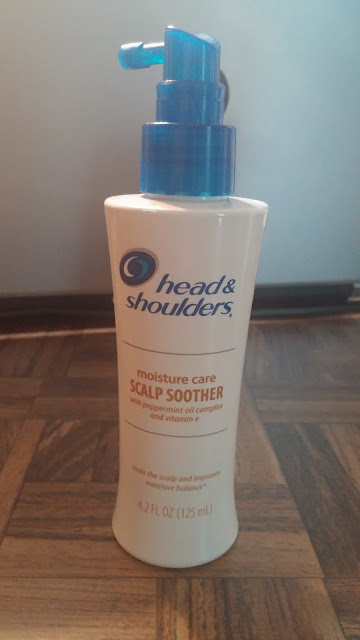 head&
shoulders®
moisture care
SCALP SOOTHER
with peppermint oil complex
and vitamin e
cools the scalp and improves
moisture balance*
4.2 FL OZ (125 mL)